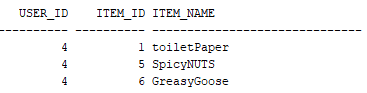 USER_ID    ITEM_ID ITEM_NAME
---------- ---------- ------------------------------
4          1 toiletPaper
4          5 SpicyNUTS
4          6 GreasyGoose